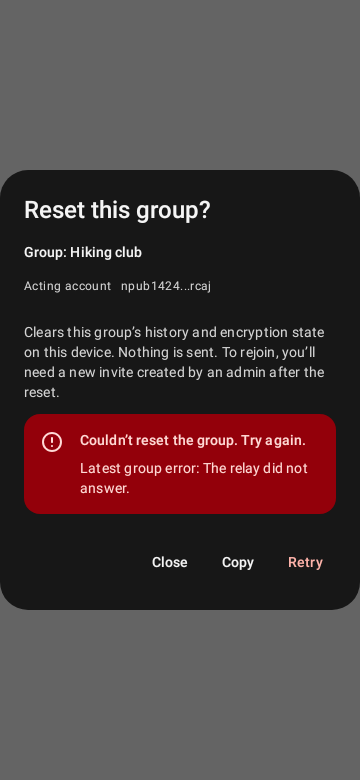 Reset this group?
Group: Hiking club
Acting account npub1424...rcaj
Clears this group’s history and encryption state
on this device. Nothing is sent. To rejoin, you’ll
need a new invite created by an admin after the
reset.
Couldn’t reset the group. Try again.
Latest group error: The relay did not
answer.
Close Copy Retry